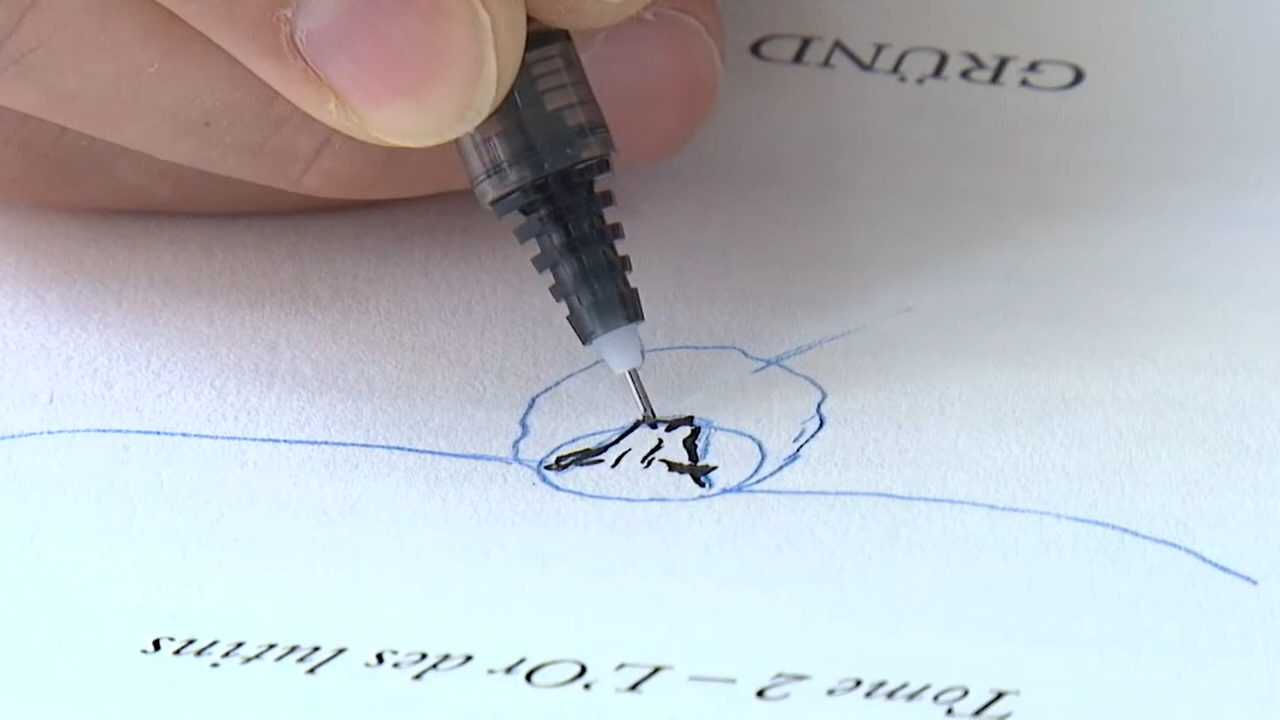 Tome 2 – L'Or des lutins
GRÜND